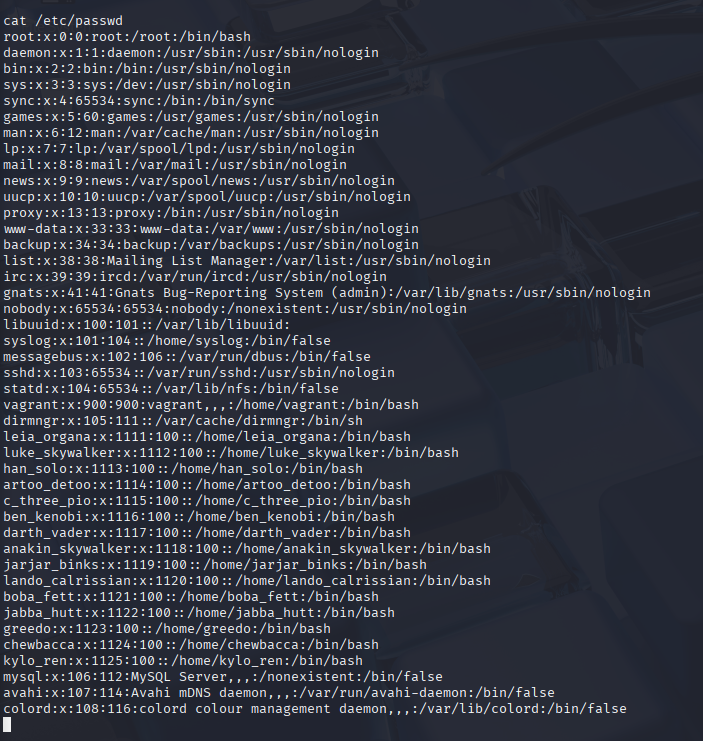 cat /etc/passwd
root:x:0:0:root:/root:/bin/bash
daemon:x:1:1:daemon:/usr/sbin:/usr/sbin/nologin
bin:x:2:2:bin:/bin:/usr/sbin/nologin
sys:x:3:3:sys:/dev:/usr/sbin/nologin
sync:x:4:65534:sync:/bin:/bin/sync
games:x:5:60:games:/usr/games:/usr/sbin/nologin
man:x:6:12:man:/var/cache/man:/usr/sbin/nologin
lp:x:7:7:lp:/var/spool/lpd:/usr/sbin/nologin
mail:x:8:8:mail:/var/mail:/usr/sbin/nologin
news:x:9:9:news:/var/spool/news:/usr/sbin/nologin
uucp:x:10:10:uucp:/var/spool/uucp:/usr/sbin/nologin
proxy:x:13:13:proxy:/bin:/usr/sbin/nologin
www-data:x:33:33:www-data:/var/www:/usr/sbin/nologin
backup:x:34:34:backup:/var/backups:/usr/sbin/nologin
list:x:38:38:Mailing List Manager:/var/list:/usr/sbin/nologin
irc:x:39:39:ircd:/var/run/ircd:/usr/sbin/nologin
gnats:x:41:41:Gnats Bug-Reporting System (admin):/var/lib/gnats:/usr/sbin/nologin
nobody:x:65534:65534:nobody:/nonexistent:/usr/sbin/nologin
libuuid:x:100:101::/var/lib/libuuid:
syslog:x:101:104::/home/syslog:/bin/false
messagebus:x:102:106::/var/run/dbus:/bin/false
sshd:x:103:65534::/var/run/sshd:/usr/sbin/nologin
statd:x:104:65534::/var/lib/nfs:/bin/false
vagrant:x:900:900:vagrant,,,:/home/vagrant:/bin/bash
dirmngr:x:105:111::/var/cache/dirmngr:/bin/sh
leia_organa:x:1111:100::/home/leia_organa:/bin/bash
luke_skywalker:x:1112:100::/home/luke_skywalker:/bin/bash
han_solo:x:1113:100::/home/han_solo:/bin/bash
artoo_detoo:x:1114:100::/home/artoo_detoo:/bin/bash
c_three_pio:x:1115:100::/home/c_three_pio:/bin/bash
ben_kenobi:x:1116:100::/home/ben_kenobi:/bin/bash
darth_vader:x:1117:100::/home/darth_vader:/bin/bash
anakin_skywalker:x:1118:100::/home/anakin_skywalker:/bin/bash
jarjar_binks:x:1119:100::/home/jarjar_binks:/bin/bash
lando_calrissian:x:1120:100::/home/lando_calrissian:/bin/bash
boba_fett:x:1121:100::/home/boba_fett:/bin/bash
jabba_hutt:x:1122:100::/home/jabba_hutt:/bin/bash
greedo:x:1123:100::/home/greedo:/bin/bash
chewbacca:x:1124:100::/home/chewbacca:/bin/bash
kylo_ren:x:1125:100::/home/kylo_ren:/bin/bash
mysql:x:106:112:MySQL Server,,,:/nonexistent:/bin/false
avahi:x:107:114:Avahi mDNS daemon,,,:/var/run/avahi-daemon:/bin/false
colord:x:108:116:colord colour management daemon,,,:/var/lib/colord:/bin/false